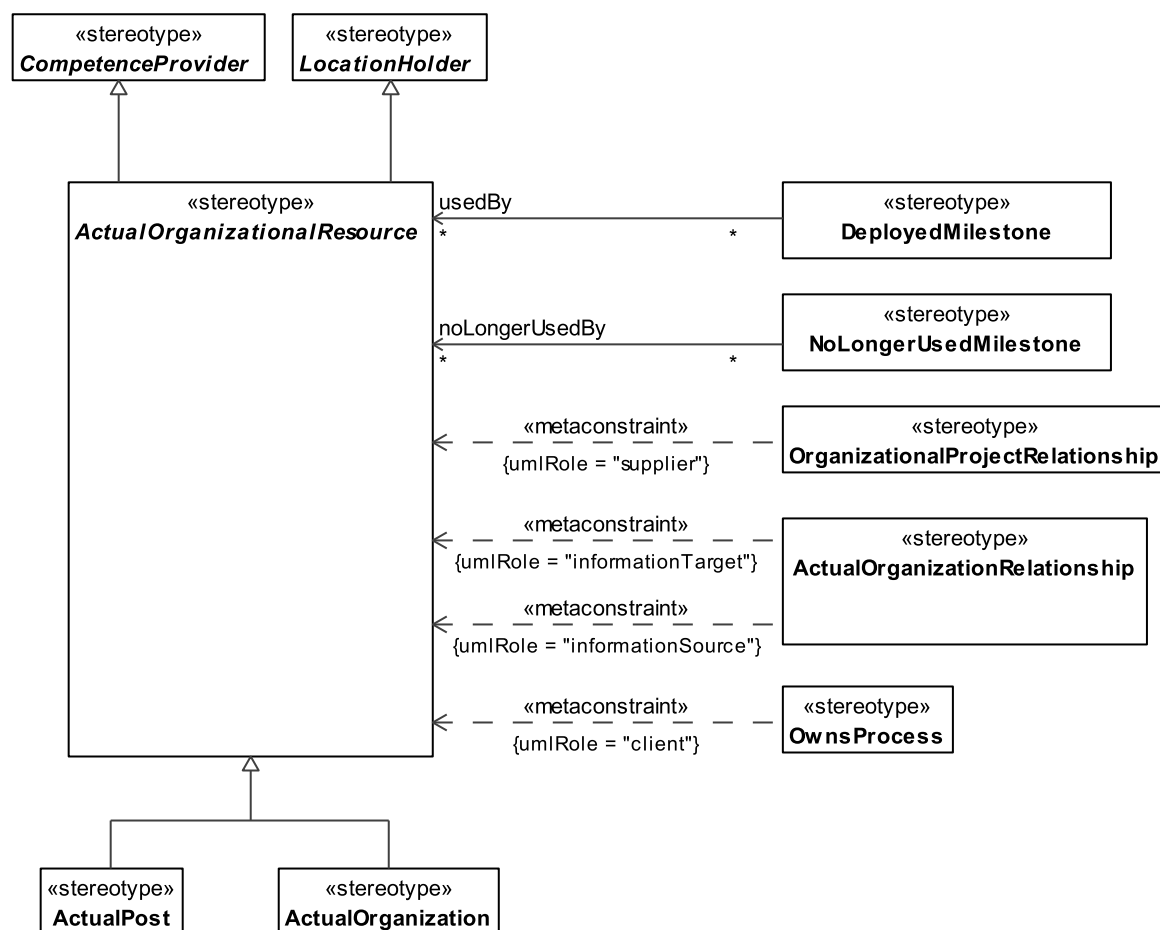 «stereotype»
CompetenceProvider
«stereotype»
LocationHolder
«stereotype»
ActualOrganizationalResource
usedBy
*
*
«stereotype»
DeployedMilestone
noLongerUsedBy
*
*
«stereotype»
NoLongerUsedMilestone
«metaconstraint»
{umlRole = "supplier"}
«stereotype»
OrganizationalProjectRelationship
«metaconstraint»
{umlRole = "informationTarget"}
«stereotype»
ActualOrganizationRelationship
«metaconstraint»
{umlRole = "informationSource"}
«metaconstraint»
{umlRole = "client"}
«stereotype»
OwnsProcess
«stereotype»
ActualPost
«stereotype»
ActualOrganization